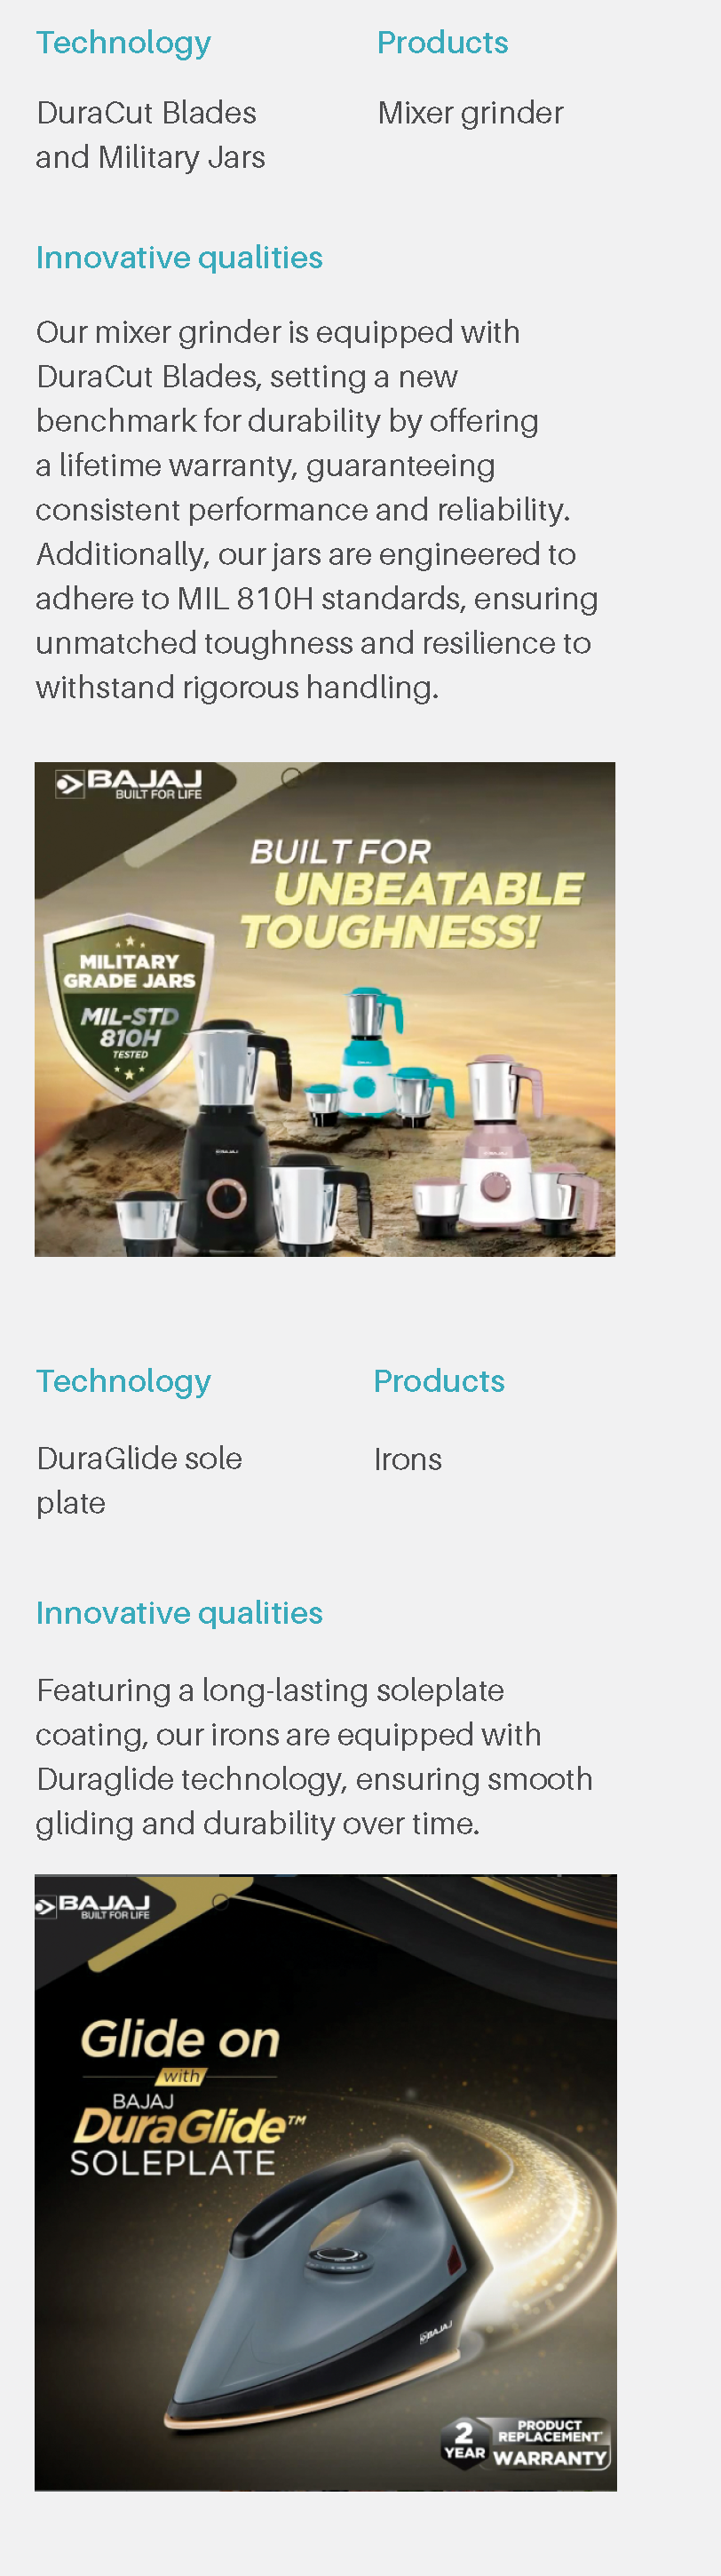 Technology
Products
DuraCut Blades
and Military Jars
Mixer grinder
Innovative qualities
Our mixer grinder is equipped with
DuraCut Blades, setting a new
benchmark for durability by offering
a lifetime warranty, guaranteeing
consistent performance and reliability.
Additionally, our jars are engineered to
adhere to MIL 810H standards, ensuring
unmatched toughness and resilience to
withstand rigorous handling.
BAJAJ
BUILT FOR LIFE
BUILT FOR
UNBEATABLE
TOUGHNESS!
MILITARY
GRADE JARS
MIL-STD
810H
TESTED
BAJAJ
BAJAJ
Technology
Products
DuraGlide sole
plate
Irons
Innovative qualities
Featuring a long-lasting soleplate
coating, our irons are equipped with
Duraglide technology, ensuring smooth
gliding and durability over time.
BAJAJ
BUILT FOR LIFE
Glide on
with
BAJAJ
DuraGlide™
SOLEPLATE
BAJAJ
2
YEAR
PRODUCT
REPLACEMENT*
WARRANTY